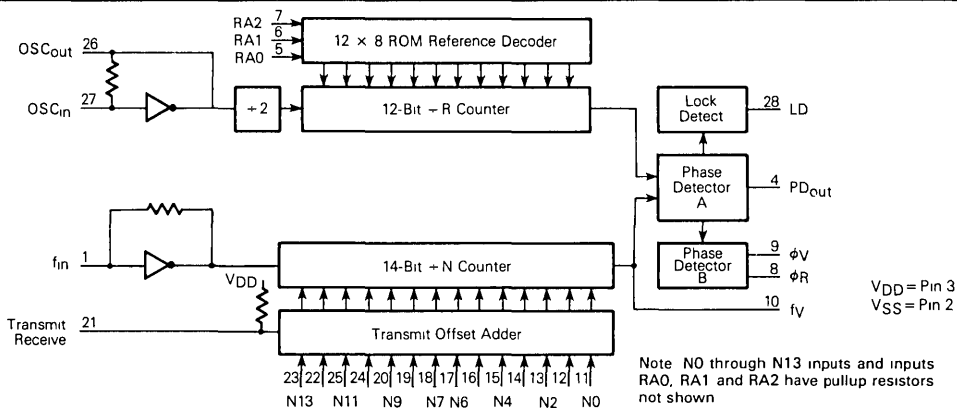 RA2 7
RA1 6
RA0 5
12 × 8 ROM Reference Decoder
OSCout 26
OSCin 27
÷ 2
12-Bit ÷ R Counter
Lock Detect
28 LD
Phase Detector A
4 PDout
fin 1
14-Bit ÷ N Counter
Phase Detector B
9 φV
8 φR
10 fV
VDD
VDD = Pin 3
VSS = Pin 2
Transmit Receive 21
Transmit Offset Adder
23 22 25 24 20 19 18 17 16 15 14 13 12 11
N13 N11 N9 N7 N6 N4 N2 N0
Note N0 through N13 inputs and inputs
RA0, RA1 and RA2 have pullup resistors
not shown